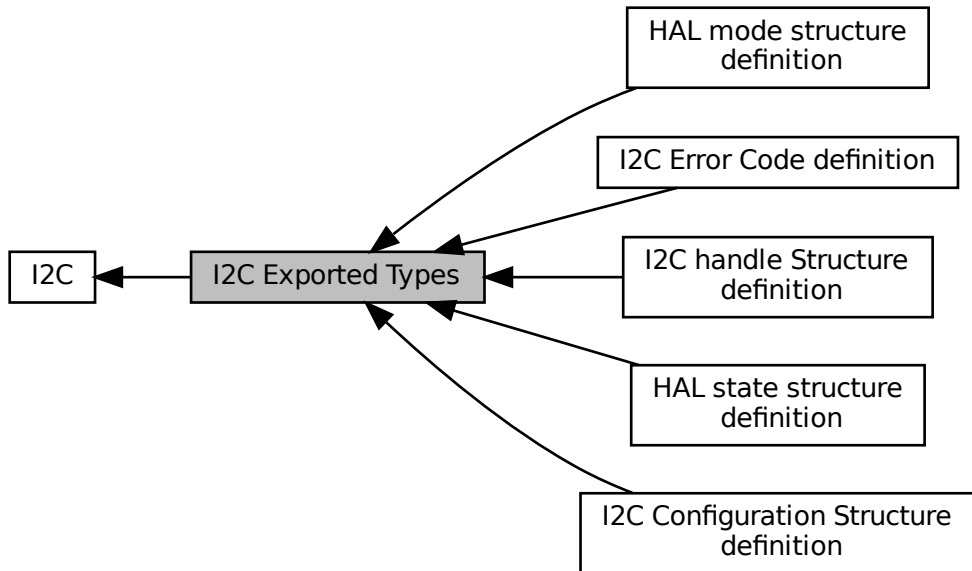 HAL mode structure
definition
I2C Error Code definition
I2C handle Structure
definition
I2C
I2C Exported Types
HAL state structure
definition
I2C Configuration Structure
definition